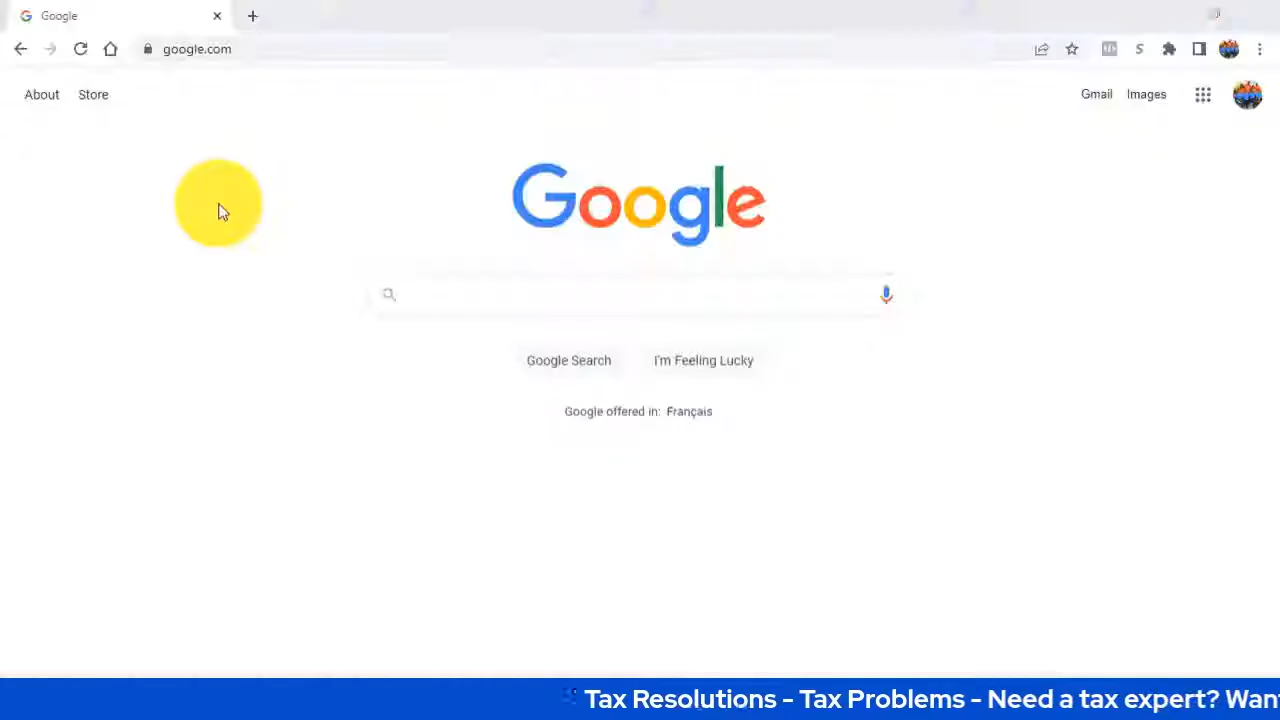 Google
google.com
About Store Gmail Images
Google
Google Search I'm Feeling Lucky
Google offered in: Français
Tax Resolutions - Tax Problems - Need a tax expert? Wan